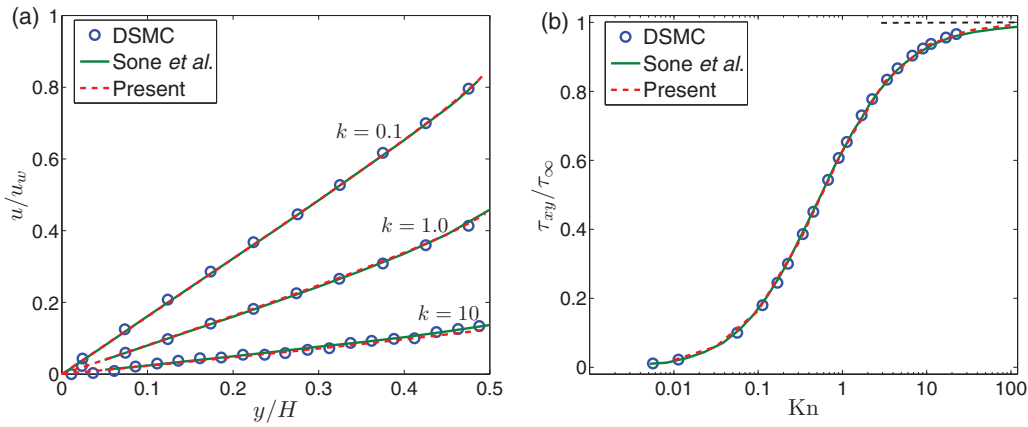 (a)
DSMC
Sone et al.
Present
k = 0.1
k = 1.0
k = 10
u/u_w
1
0.8
0.6
0.4
0.2
0
0
0.1
0.2
0.3
0.4
0.5
y/H
(b)
DSMC
Sone et al.
Present
τ_xy/τ_∞
1
0.8
0.6
0.4
0.2
0
0.01
0.1
1
10
100
Kn